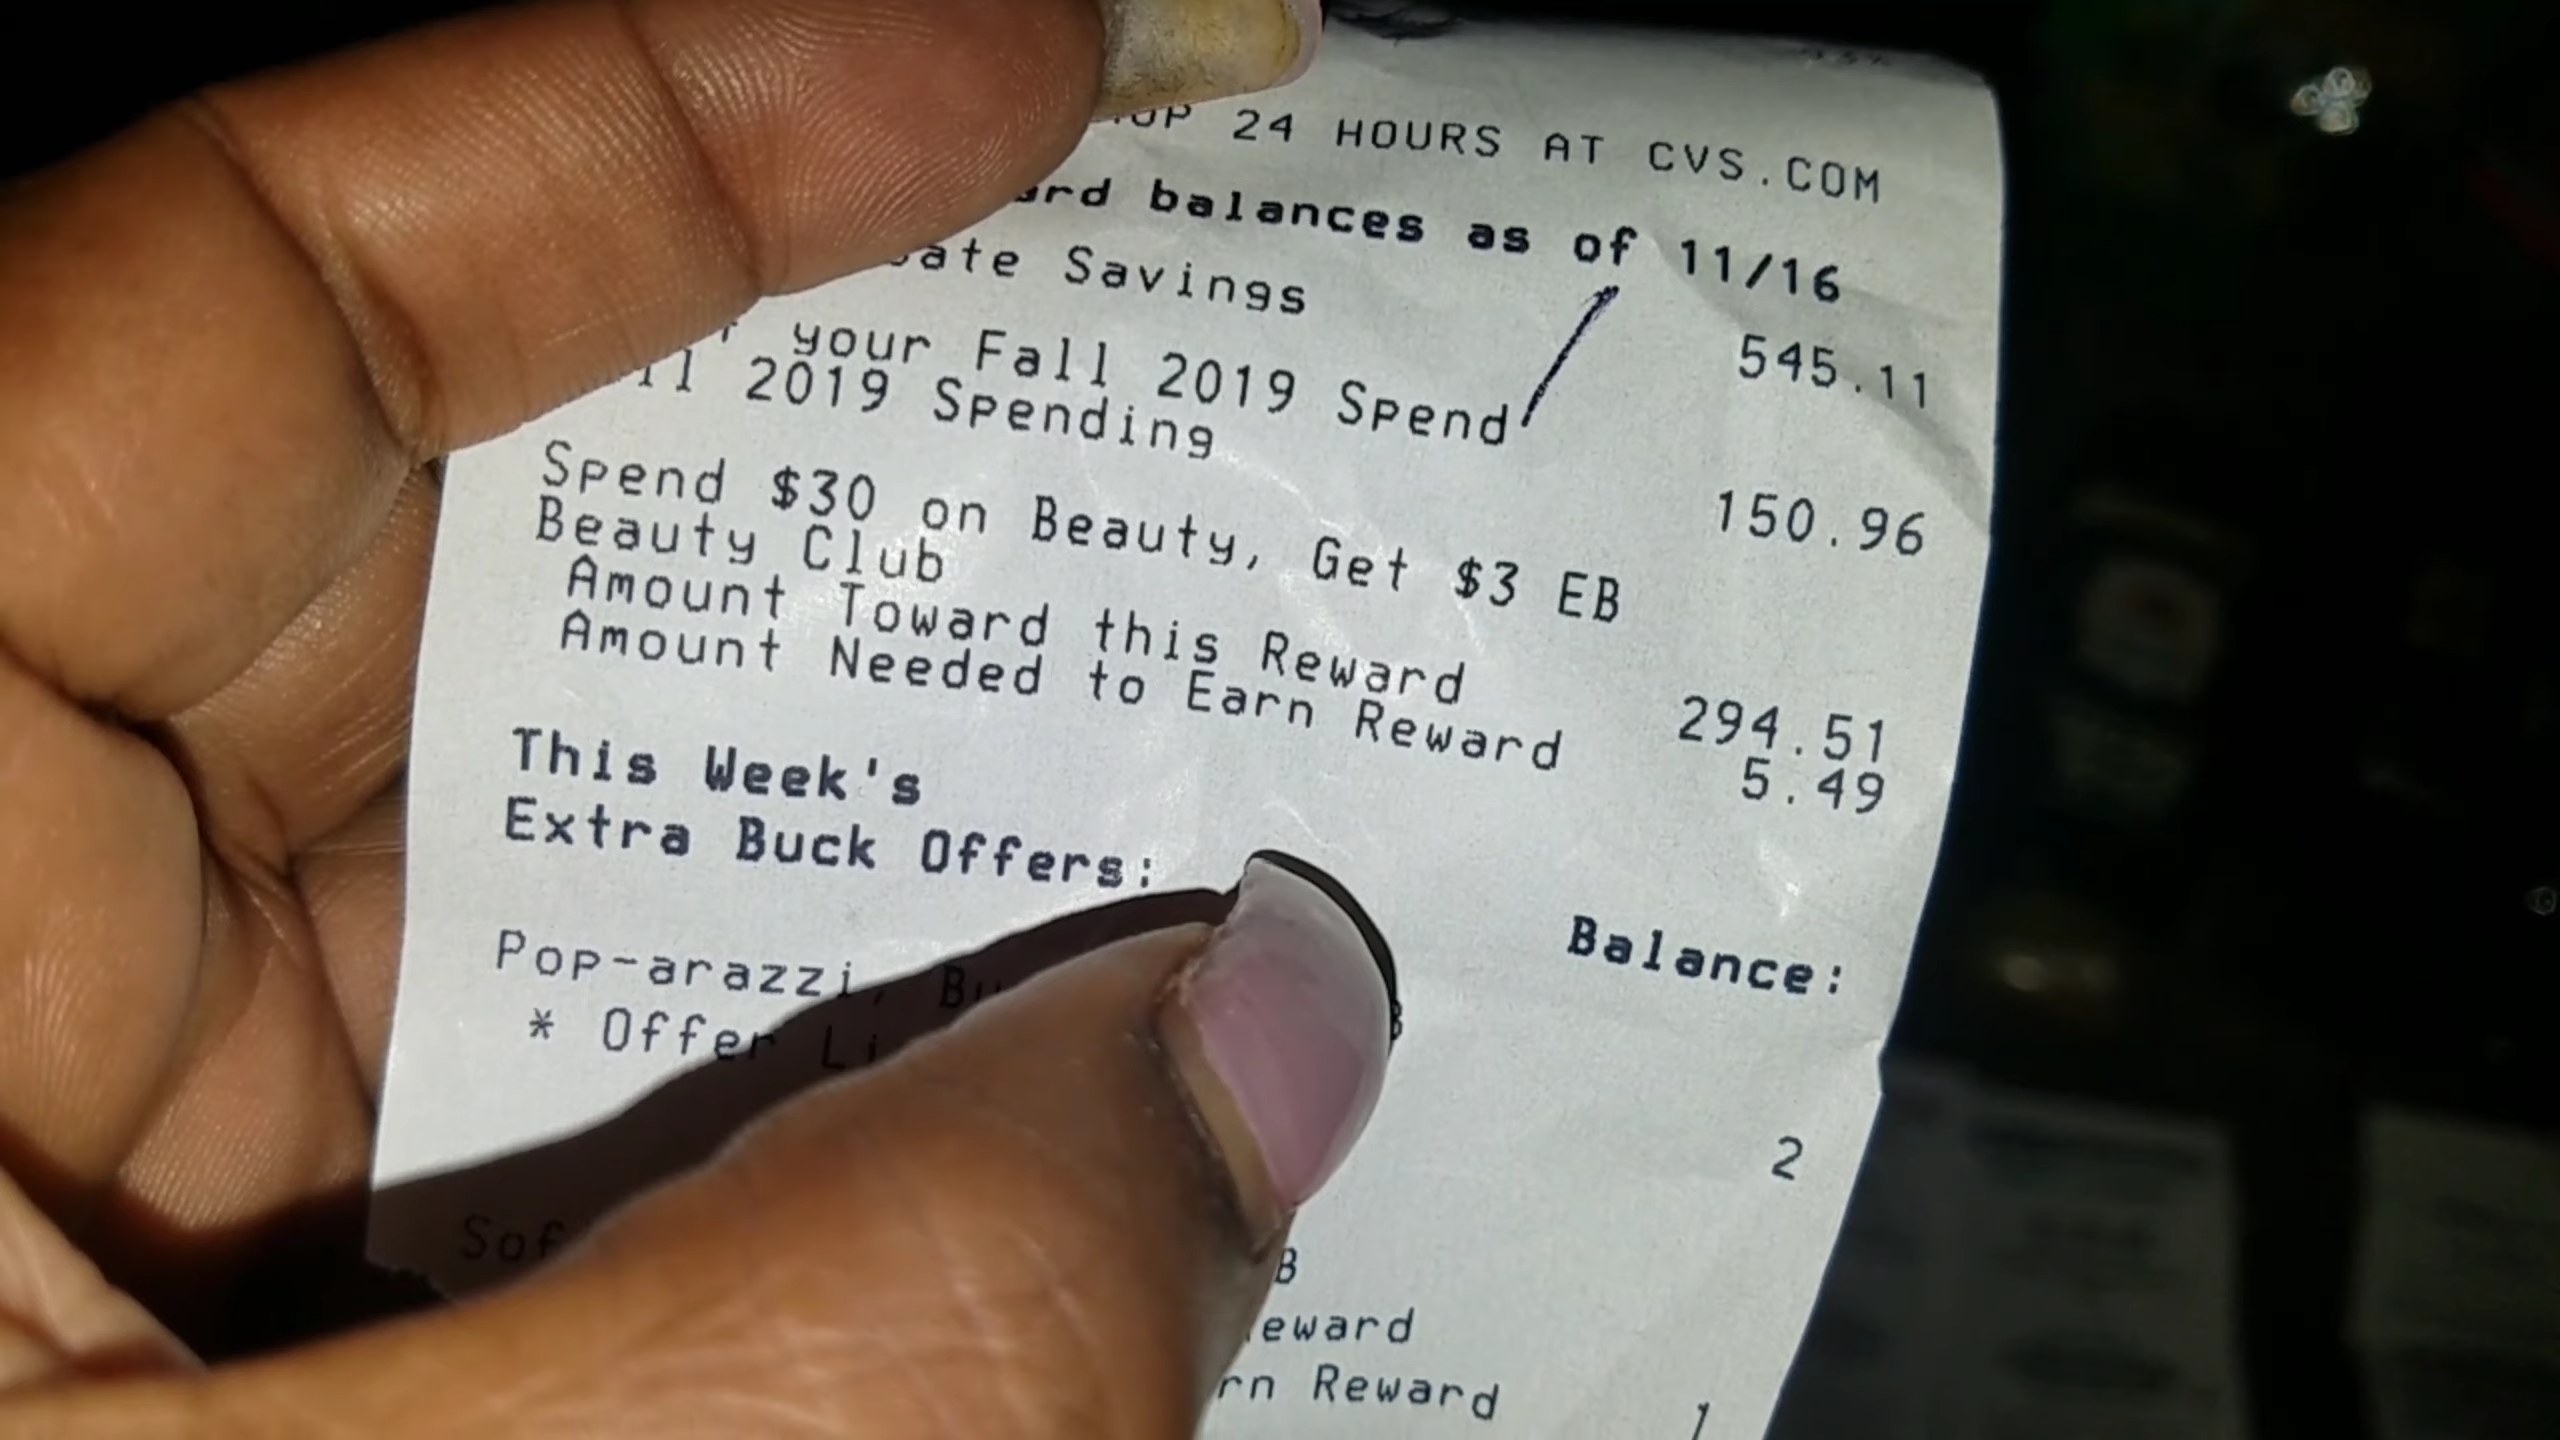 24 HOURS AT CVS.COM
balances as of 11/16
Savings 545.11
your Fall 2019 Spend
2019 Spending 150.96
Spend $30 on Beauty, Get $3 EB
Beauty Club
Amount Toward this Reward 294.51
Amount Needed to Earn Reward 5.49
This Week's
Extra Buck Offers: Balance:
Pop-arazzi,
* Offer 2
Reward